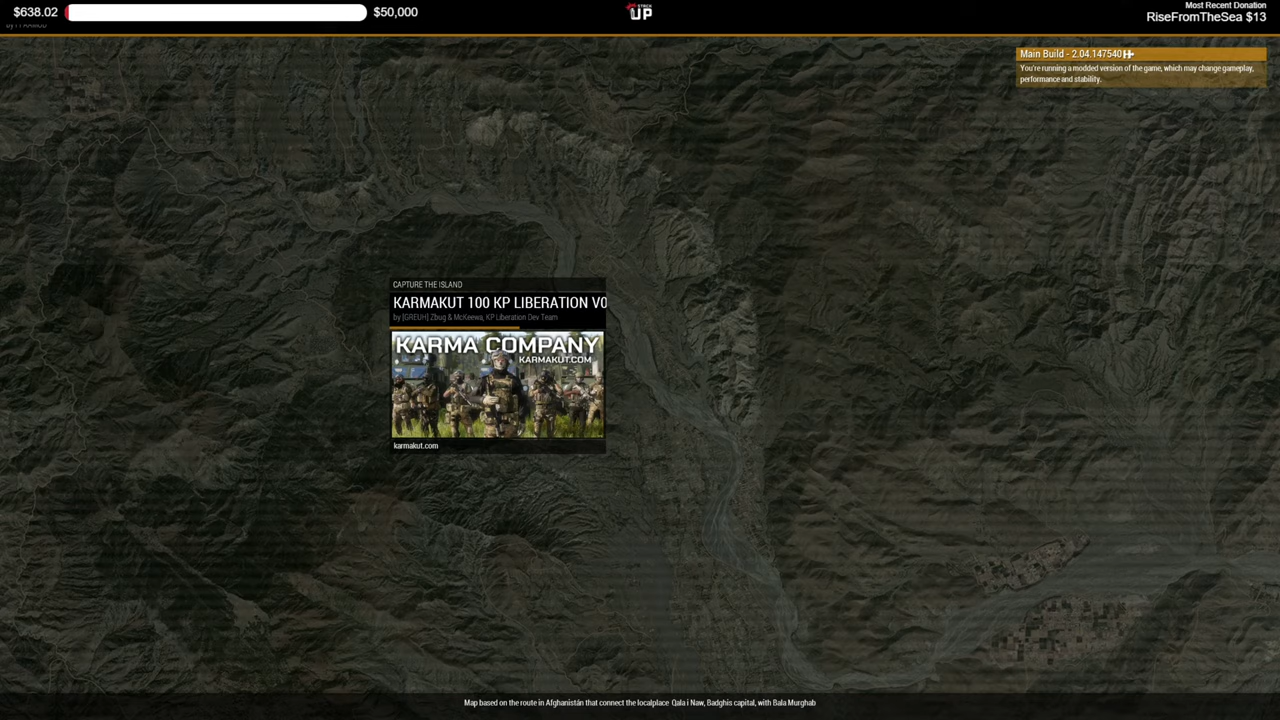 $638.02
$50,000
STACK
UP
Most Recent Donation
RiseFromTheSea $13
Main Build - 2.04.147540
You're running a modded version of the game, which may change gameplay,
performance and stability.
CAPTURE THE ISLAND
KARMAKUT 100 KP LIBERATION V0
by [GREUH] Zbug & McKeewa, KP Liberation Dev Team
KARMA COMPANY
KARMAKUT.COM
karmakut.com
Map based on the route in Afghanistán that connect the localplace Qala i Naw, Badghis capital, with Bala Murghab